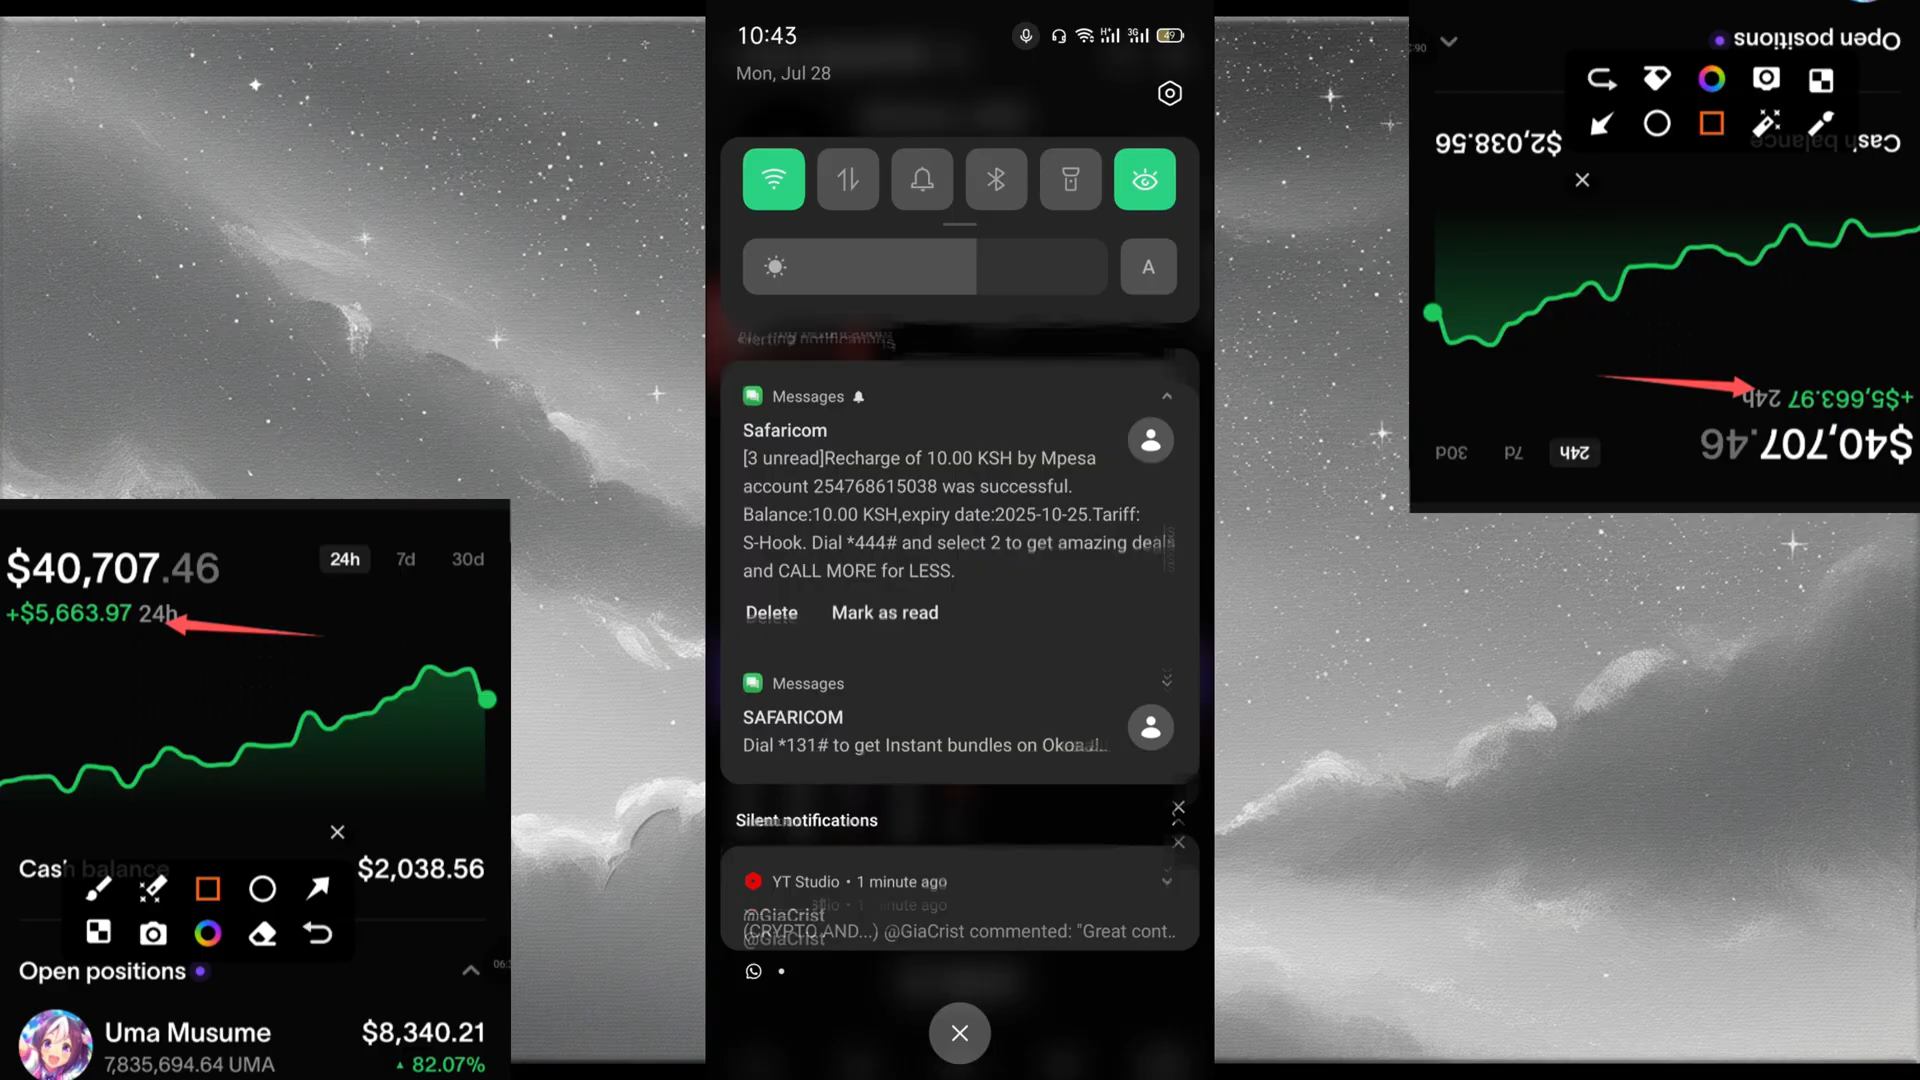 10:43
3G
49
Mon, Jul 28
A
Messages
Safaricom
[3 unread]Recharge of 10.00 KSH by Mpesa
account 254768615038 was successful.
Balance:10.00 KSH,expiry date:2025-10-25.Tariff:
S-Hook. Dial *444# and select 2 to get amazing deals
and CALL MORE for LESS.
Delete
Mark as read
Messages
SAFARICOM
Dial *131# to get Instant bundles on
Silent notifications
YT Studio • 1 minute ago
@GiaCrist
(CRYPTO AND...) @GiaCrist commented: "Great cont..
$40,707.46
24h 7d 30d
+$5,663.97 24h
Cash balance
$2,038.56
Open positions
Uma Musume
$8,340.21
7,835,694.64 UMA
82.07%
Open positions
Cash balance
$2,038.56
+$5,663.97 24h
$40,707.46
24h 7d 30d